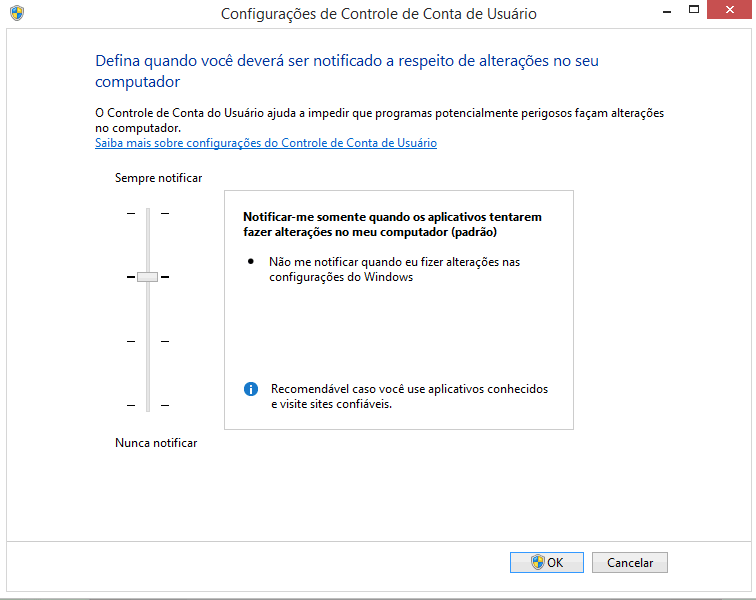 Configurações de Controle de Conta de Usuário
Defina quando você deverá ser notificado a respeito de alterações no seu
computador
O Controle de Conta do Usuário ajuda a impedir que programas potencialmente perigosos façam alterações
no computador.
Saiba mais sobre configurações do Controle de Conta de Usuário
Sempre notificar
Notificar-me somente quando os aplicativos tentarem
fazer alterações no meu computador (padrão)
Não me notificar quando eu fizer alterações nas
configurações do Windows
Recomendável caso você use aplicativos conhecidos
e visite sites confiáveis.
Nunca notificar
OK
Cancelar